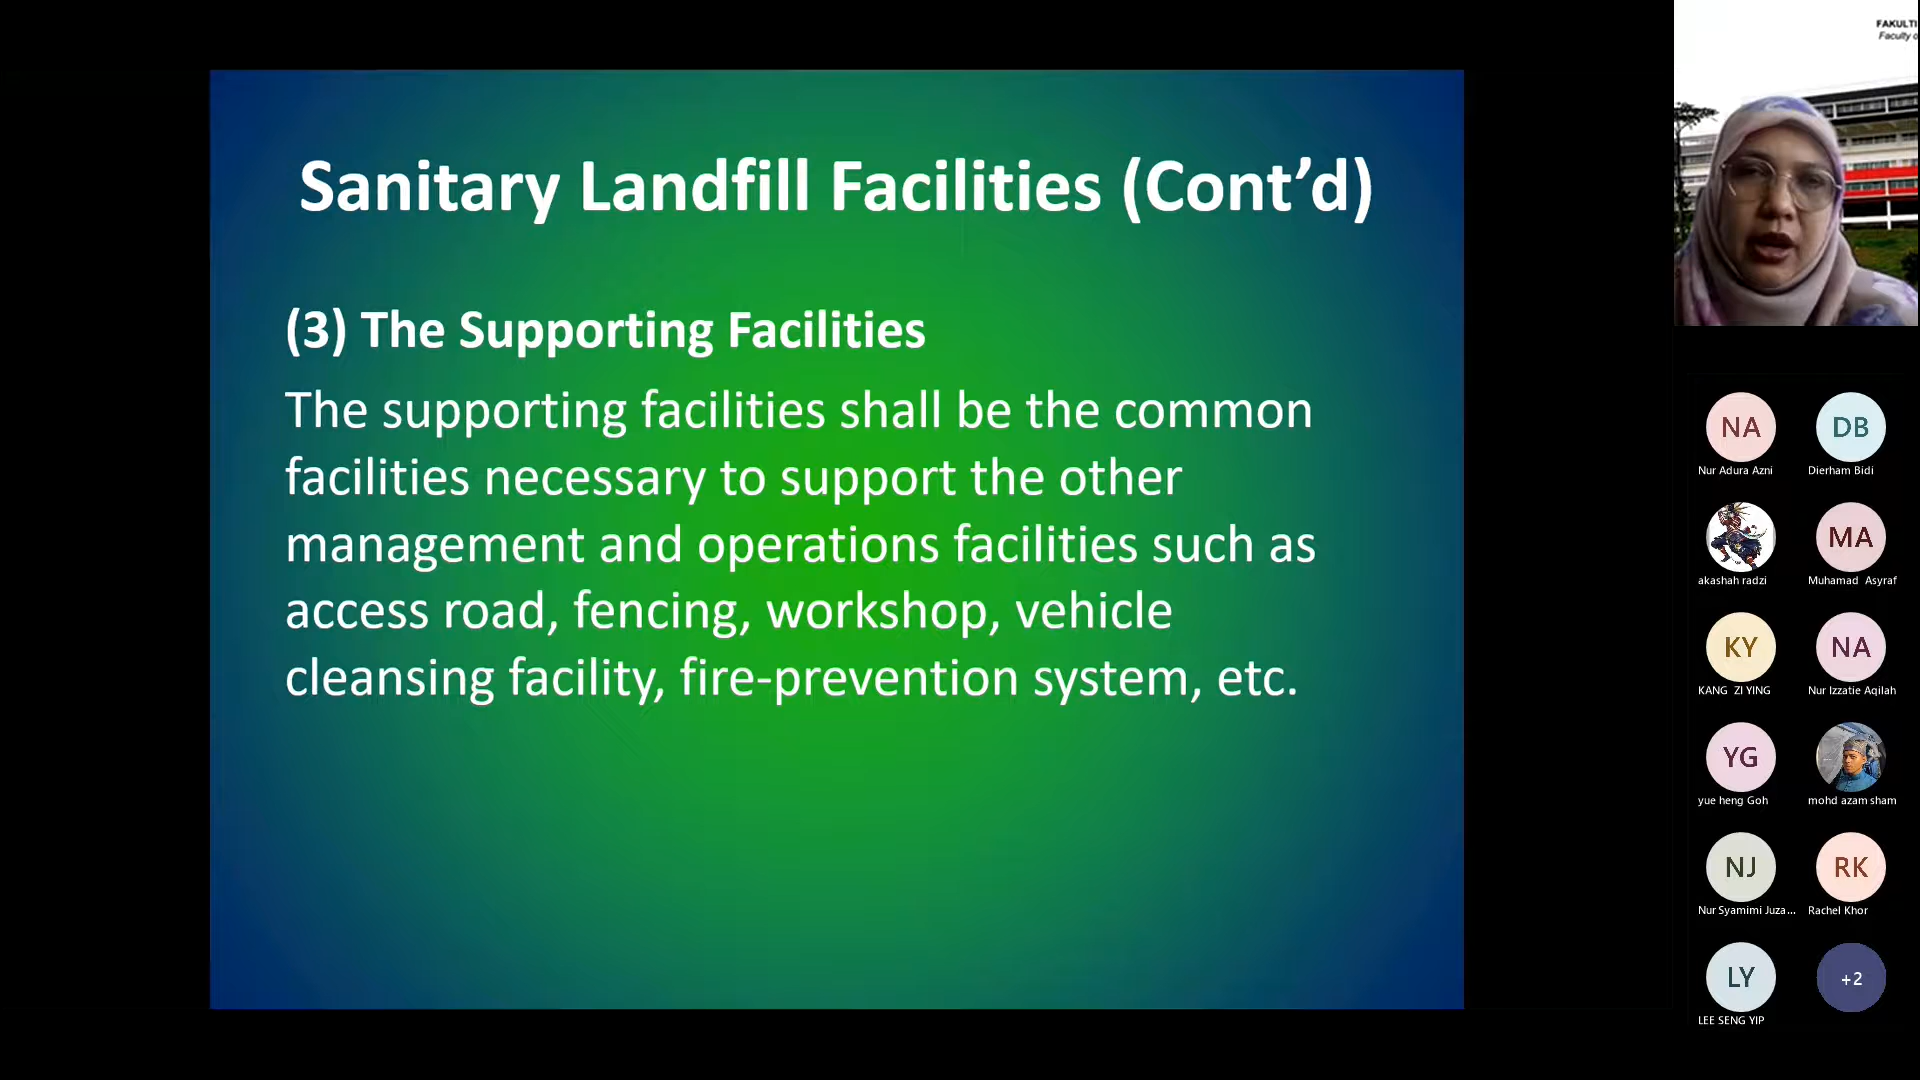 FAKULTI
Faculty o
Sanitary Landfill Facilities (Cont’d)
(3) The Supporting Facilities
The supporting facilities shall be the common
facilities necessary to support the other
management and operations facilities such as
access road, fencing, workshop, vehicle
cleansing facility, fire-prevention system, etc.
NA
DB
Nur Adura Azni
Dierham Bidi
MA
akashah radzi
Muhamad Asyraf
KY
NA
KANG ZI YING
Nur Izzatie Aqilah
YG
yue heng Goh
mohd azam sham
NJ
RK
Nur Syamimi Juza...
Rachel Khor
LY
+2
LEE SENG YIP